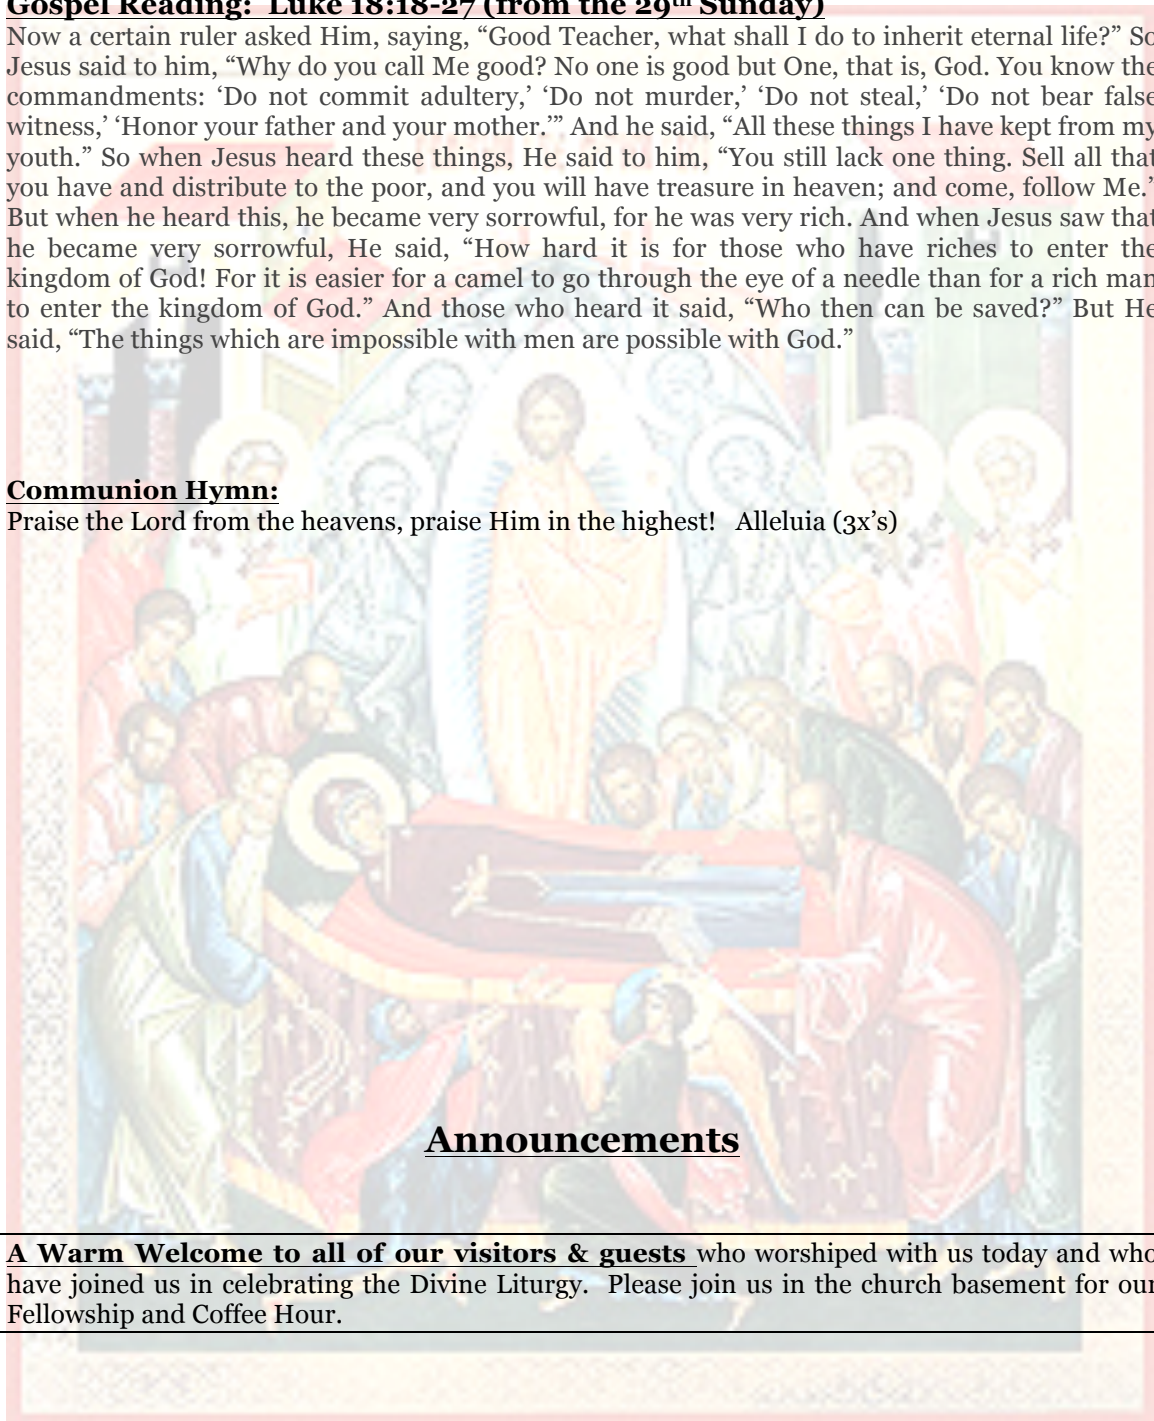 Gospel Reading:  Luke 18:18-27 (from the 29th Sunday)
Now a certain ruler asked Him, saying, “Good Teacher, what shall I do to inherit eternal life?” So
Jesus said to him, “Why do you call Me good? No one is good but One, that is, God. You know the
commandments: ‘Do not commit adultery,’ ‘Do not murder,’ ‘Do not steal,’ ‘Do not bear false
witness,’ ‘Honor your father and your mother.’” And he said, “All these things I have kept from my
youth.” So when Jesus heard these things, He said to him, “You still lack one thing. Sell all that
you have and distribute to the poor, and you will have treasure in heaven; and come, follow Me.”
But when he heard this, he became very sorrowful, for he was very rich. And when Jesus saw that
he became very sorrowful, He said, “How hard it is for those who have riches to enter the
kingdom of God! For it is easier for a camel to go through the eye of a needle than for a rich man
to enter the kingdom of God.” And those who heard it said, “Who then can be saved?” But He
said, “The things which are impossible with men are possible with God.”
Communion Hymn:
Praise the Lord from the heavens, praise Him in the highest!   Alleluia (3x’s)
Announcements
A Warm Welcome to all of our visitors & guests who worshiped with us today and who
have joined us in celebrating the Divine Liturgy.  Please join us in the church basement for our
Fellowship and Coffee Hour.